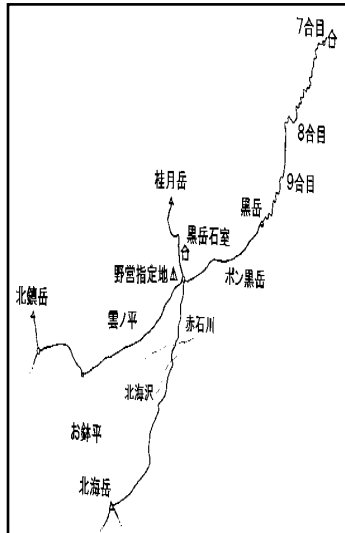 7合目
8合目
9合目
桂月岳
黒岳
黒岳石室
野営指定地
ポン黒岳
北鎮岳
雲ノ平
赤石川
北海沢
お鉢平
北海岳